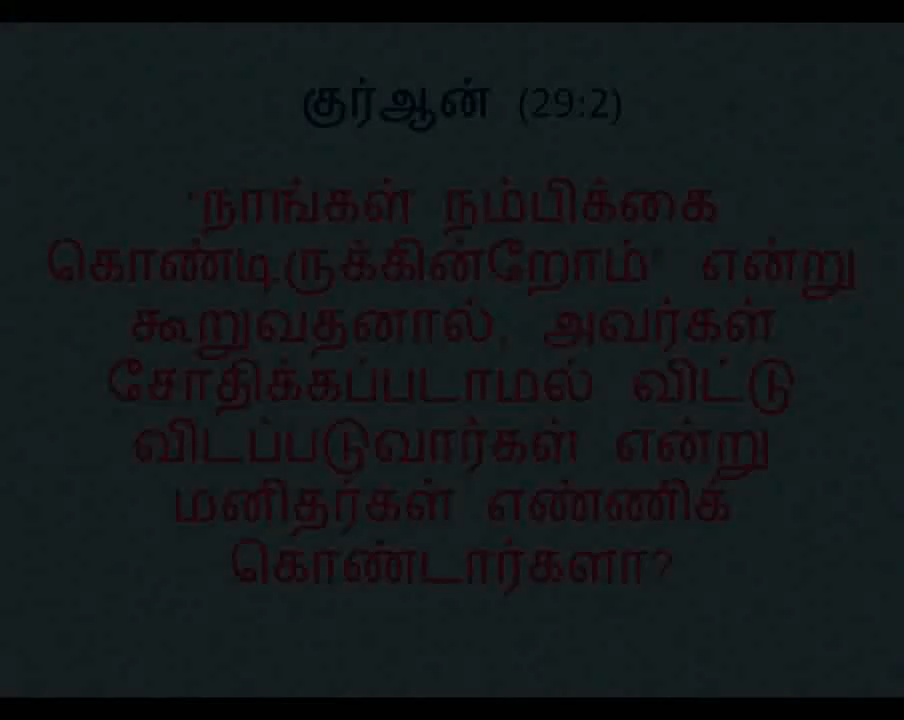 குர்ஆன் (29:2)
'நாங்கள் நம்பிக்கை
கொண்டிருக்கின்றோம்' என்று
கூறுவதனால், அவர்கள்
சோதிக்கப்படாமல் விட்டு
விடப்படுவார்கள் என்று
மனிதர்கள் எண்ணிக்
கொண்டார்களா?